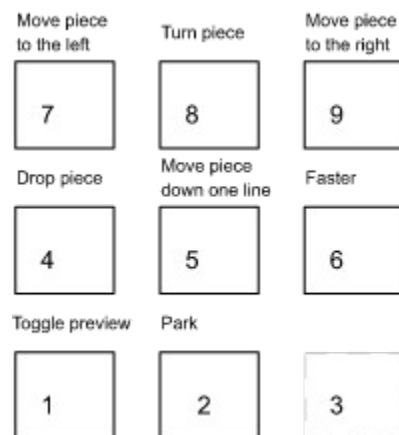 Move piece
to the left
Turn piece
Move piece
to the right
7
8
9
Drop piece
Move piece
down one line
Faster
4
5
6
Toggle preview
Park
1
2
3